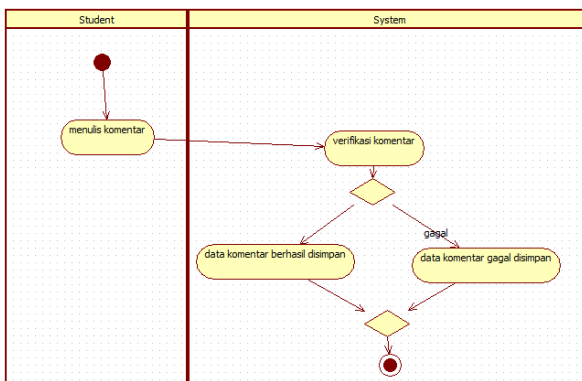 Student
System
menulis komentar
verifikasi komentar
gagal
data komentar berhasil disimpan
data komentar gagal disimpan